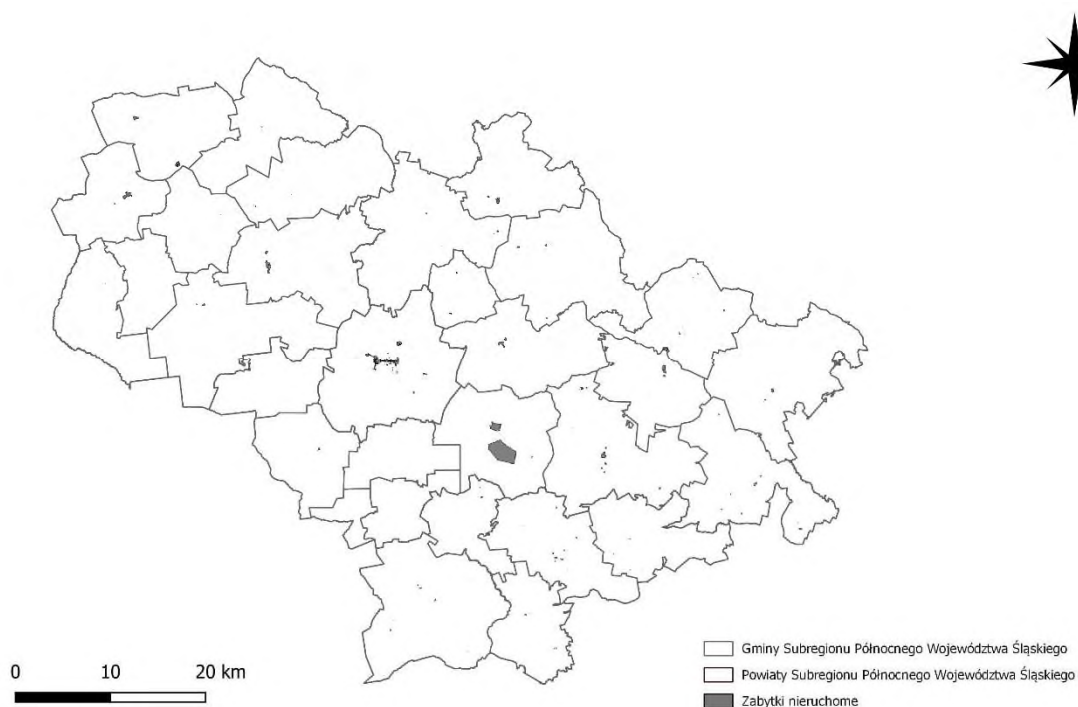 0 10 20 km
Gminy Subregionu Północnego Województwa Śląskiego
Powiaty Subregionu Północnego Województwa Śląskiego
Zabytki nieruchome